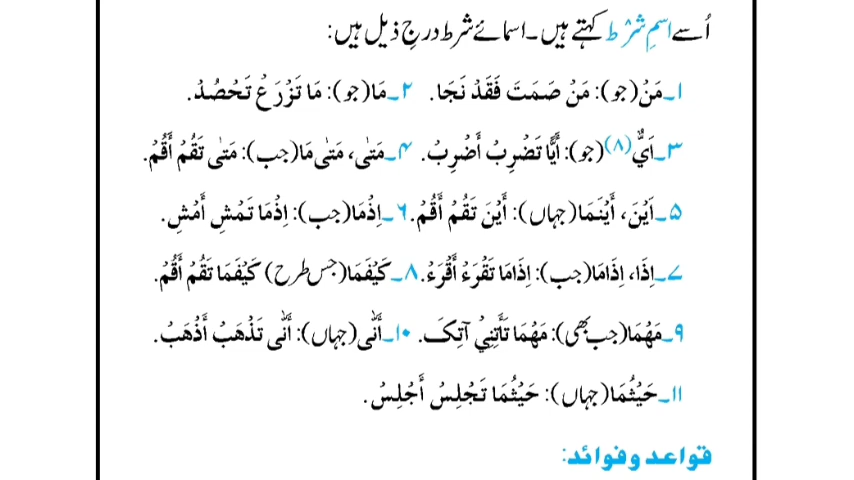 اُسے اسمِ شرط کہتے ہیں۔ اسمائے شرط درجِ ذیل ہیں:
۱۔ مَنْ (جو): مَنْ صَمَتَ فَقَدْ نَجَا. ۲۔ مَا (جو): مَا تَزْرَعْ تَحْصُدْ.
۳۔ اَيٌّ (۸) (جو): أَيًّا تَضْرِبْ أَضْرِبْ. ۴۔ مَتٰی، مَتٰی مَا (جب): مَتٰی تَقُمْ أَقُمْ.
۵۔ اَيْنَ، أَيْنَمَا (جہاں): أَيْنَ تَقُمْ أَقُمْ. ۶۔ اِذْمَا (جب): اِذْمَا تَمْشِ أَمْشِ.
۷۔ اِذَا، اِذَامَا (جب): اِذَامَا تَقْرَءْ أَقْرَءْ. ۸۔ كَيْفَمَا (جس طرح) كَيْفَمَا تَقُمْ أَقُمْ.
۹۔ مَهْمَا (جب بھی): مَهْمَا تَأْتِنِيْ آتِكَ. ۱۰۔ أَنّٰی (جہاں): أَنّٰی تَذْهَبْ أَذْهَبْ.
۱۱۔ حَيْثُمَا (جہاں): حَيْثُمَا تَجْلِسْ أَجْلِسْ.
قواعد و فوائد: